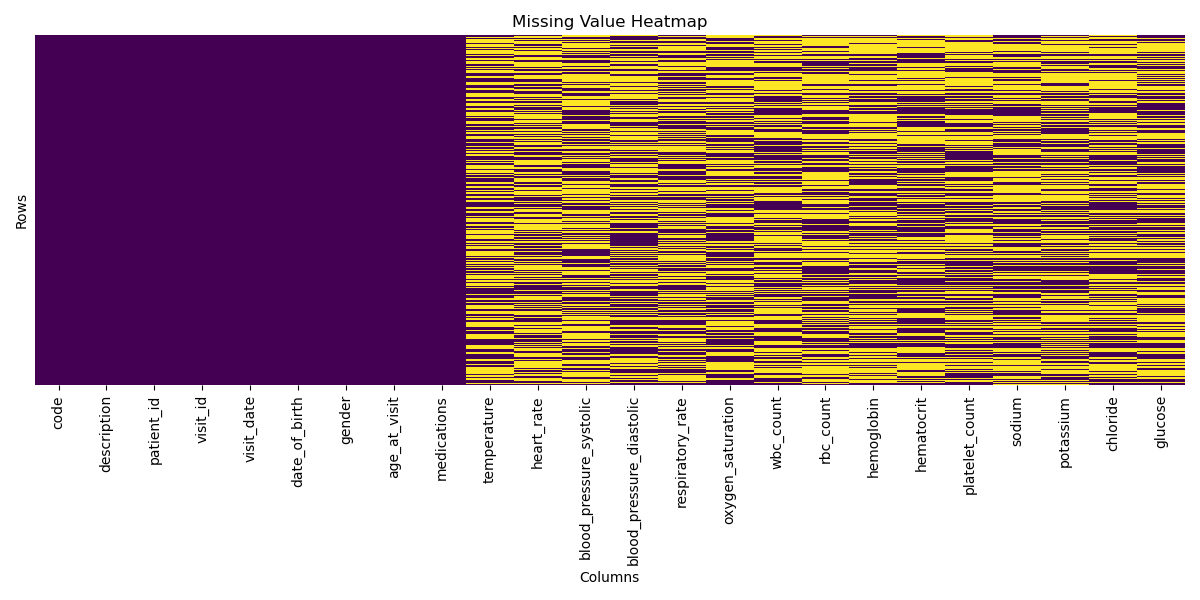 Missing Value Heatmap
Rows
code
description
patient_id
visit_id
visit_date
date_of_birth
gender
age_at_visit
medications
temperature
heart_rate
blood_pressure_systolic
blood_pressure_diastolic
respiratory_rate
oxygen_saturation
wbc_count
rbc_count
hemoglobin
hematocrit
platelet_count
sodium
potassium
chloride
glucose
Columns